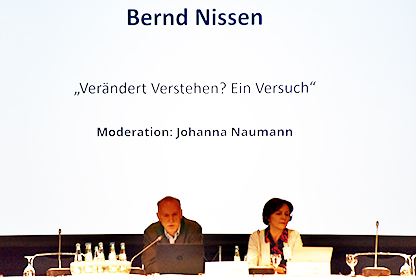 Bernd Nissen
„Verändert Verstehen? Ein Versuch“
Moderation: Johanna Naumann